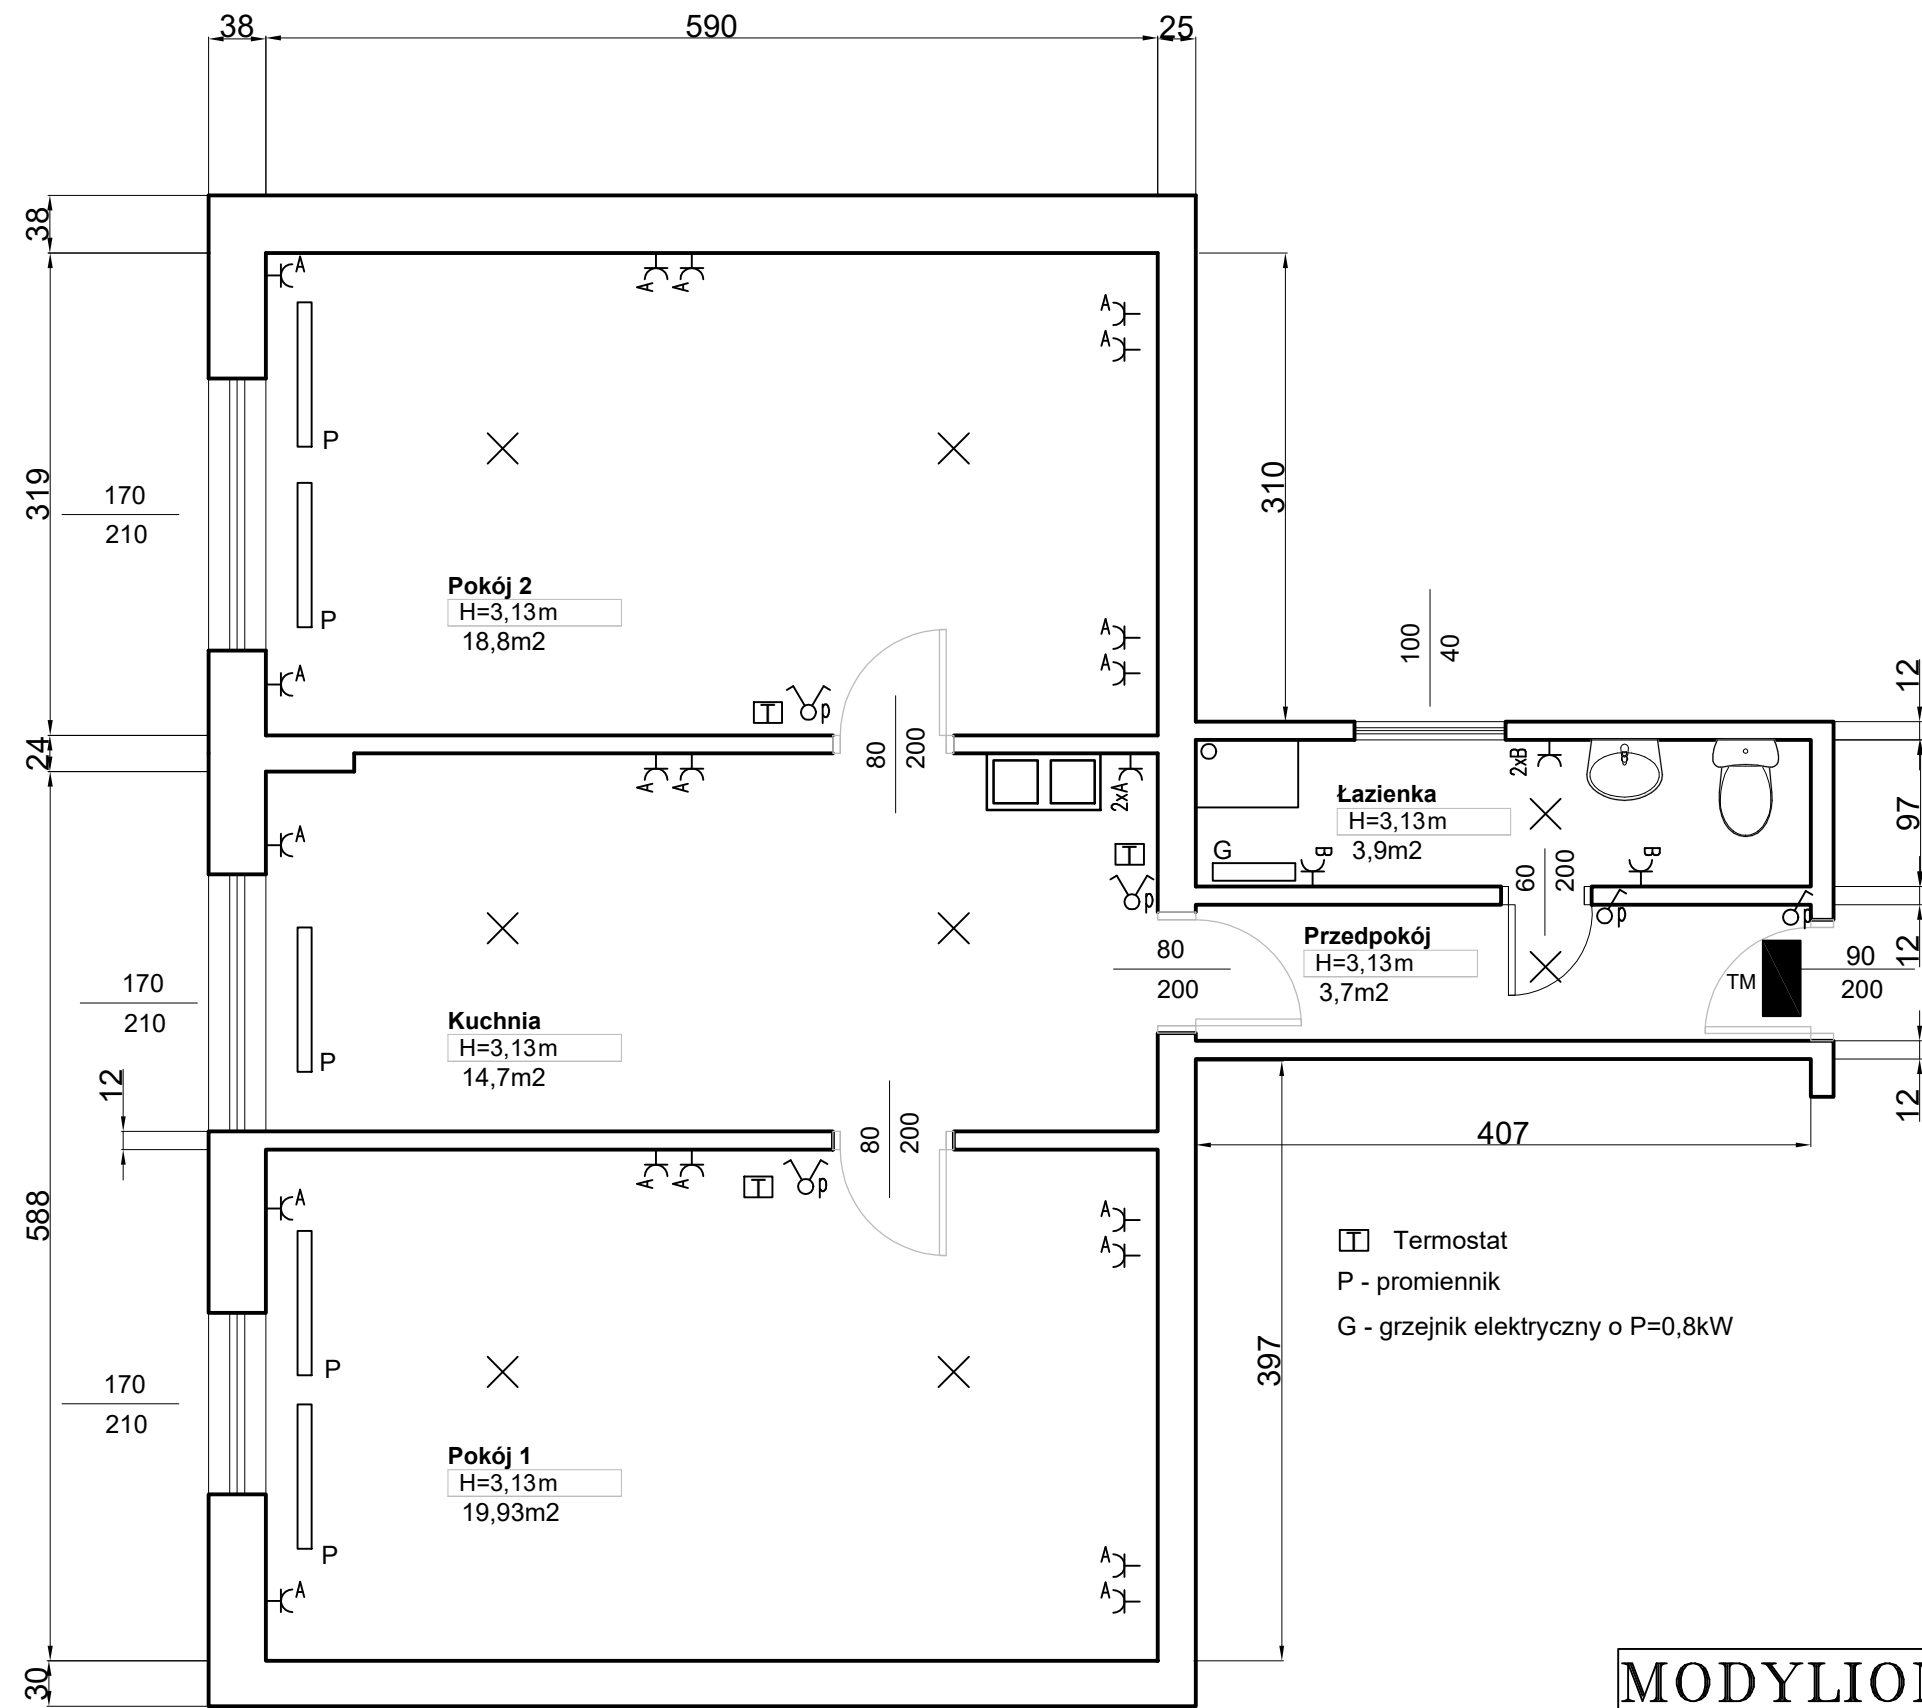 38
590
25
38
319
24
588
30
12
170
210
170
210
170
210
310
397
407
100
40
12
97
12
12
A
A
A
A
A
P
P
Pokój 2
H=3,13m
18,8m2
A
A
A
T
p
80
200
A
A
2xA
A
T
p
P
Kuchnia
H=3,13m
14,7m2
80
200
80
200
2xB
Łazienka
H=3,13m
3,9m2
G
B
B
60
200
p
p
Przedpokój
H=3,13m
3,7m2
TM
90
200
A
A
A
T
p
A
A
P
P
Pokój 1
H=3,13m
19,93m2
A
A
A
T Termostat
P - promiennik
G - grzejnik elektryczny o P=0,8kW